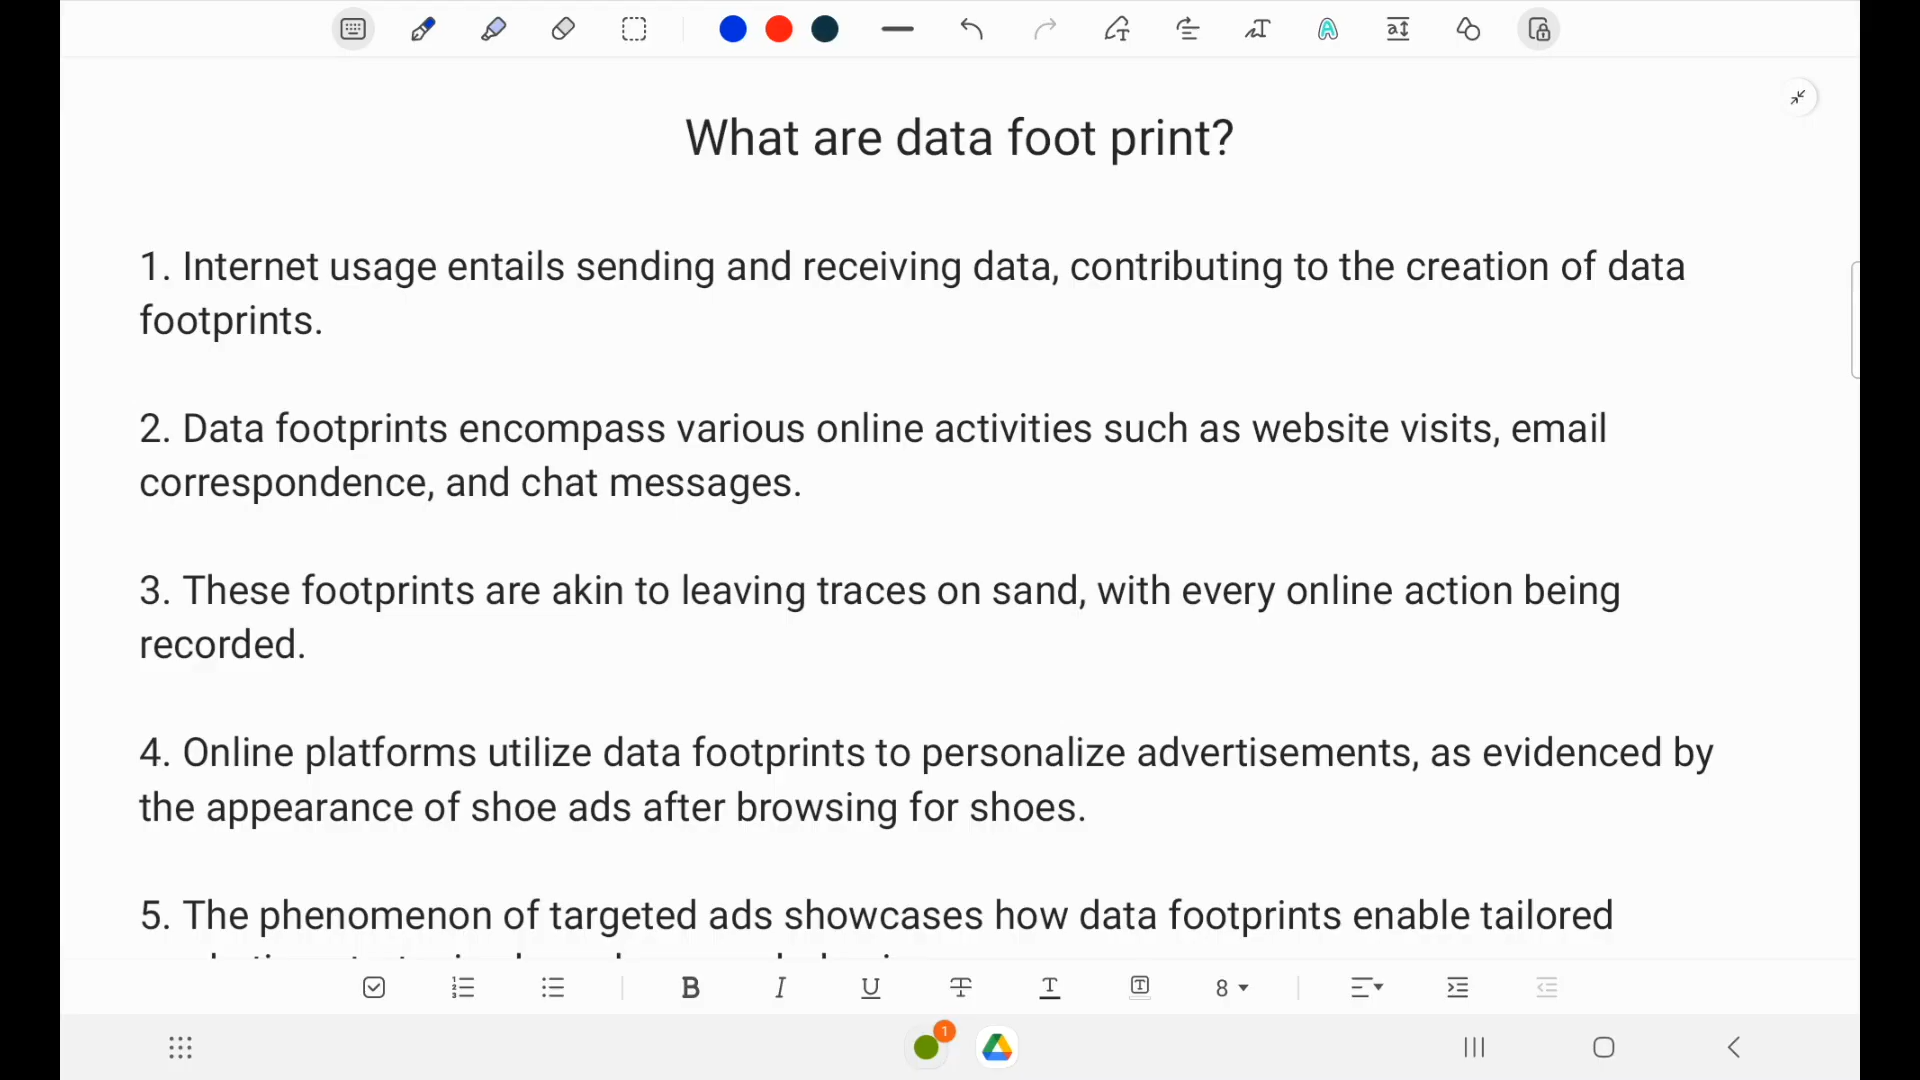 What are data foot print?
1. Internet usage entails sending and receiving data, contributing to the creation of data
footprints.
2. Data footprints encompass various online activities such as website visits, email
correspondence, and chat messages.
3. These footprints are akin to leaving traces on sand, with every online action being
recorded.
4. Online platforms utilize data footprints to personalize advertisements, as evidenced by
the appearance of shoe ads after browsing for shoes.
5. The phenomenon of targeted ads showcases how data footprints enable tailored
8
1